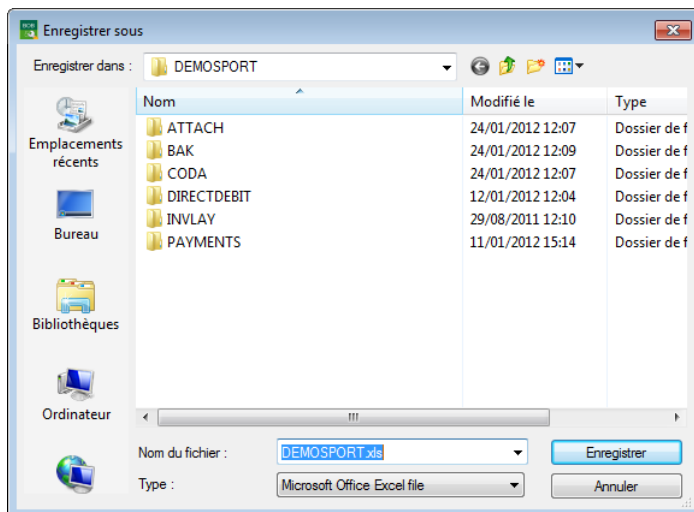 Enregistrer sous
Enregistrer dans :
DEMOSPORT
Nom Modifié le Type
ATTACH 24/01/2012 12:07 Dossier de f
BAK 24/01/2012 12:09 Dossier de f
CODA 24/01/2012 12:07 Dossier de f
DIRECTDEBIT 12/01/2012 12:04 Dossier de f
INVLAY 29/08/2011 12:10 Dossier de f
PAYMENTS 11/01/2012 15:14 Dossier de f
Emplacements
récents
Bureau
Bibliothèques
Ordinateur
Nom du fichier : DEMOSPORT.xls Enregistrer
Type : Microsoft Office Excel file Annuler